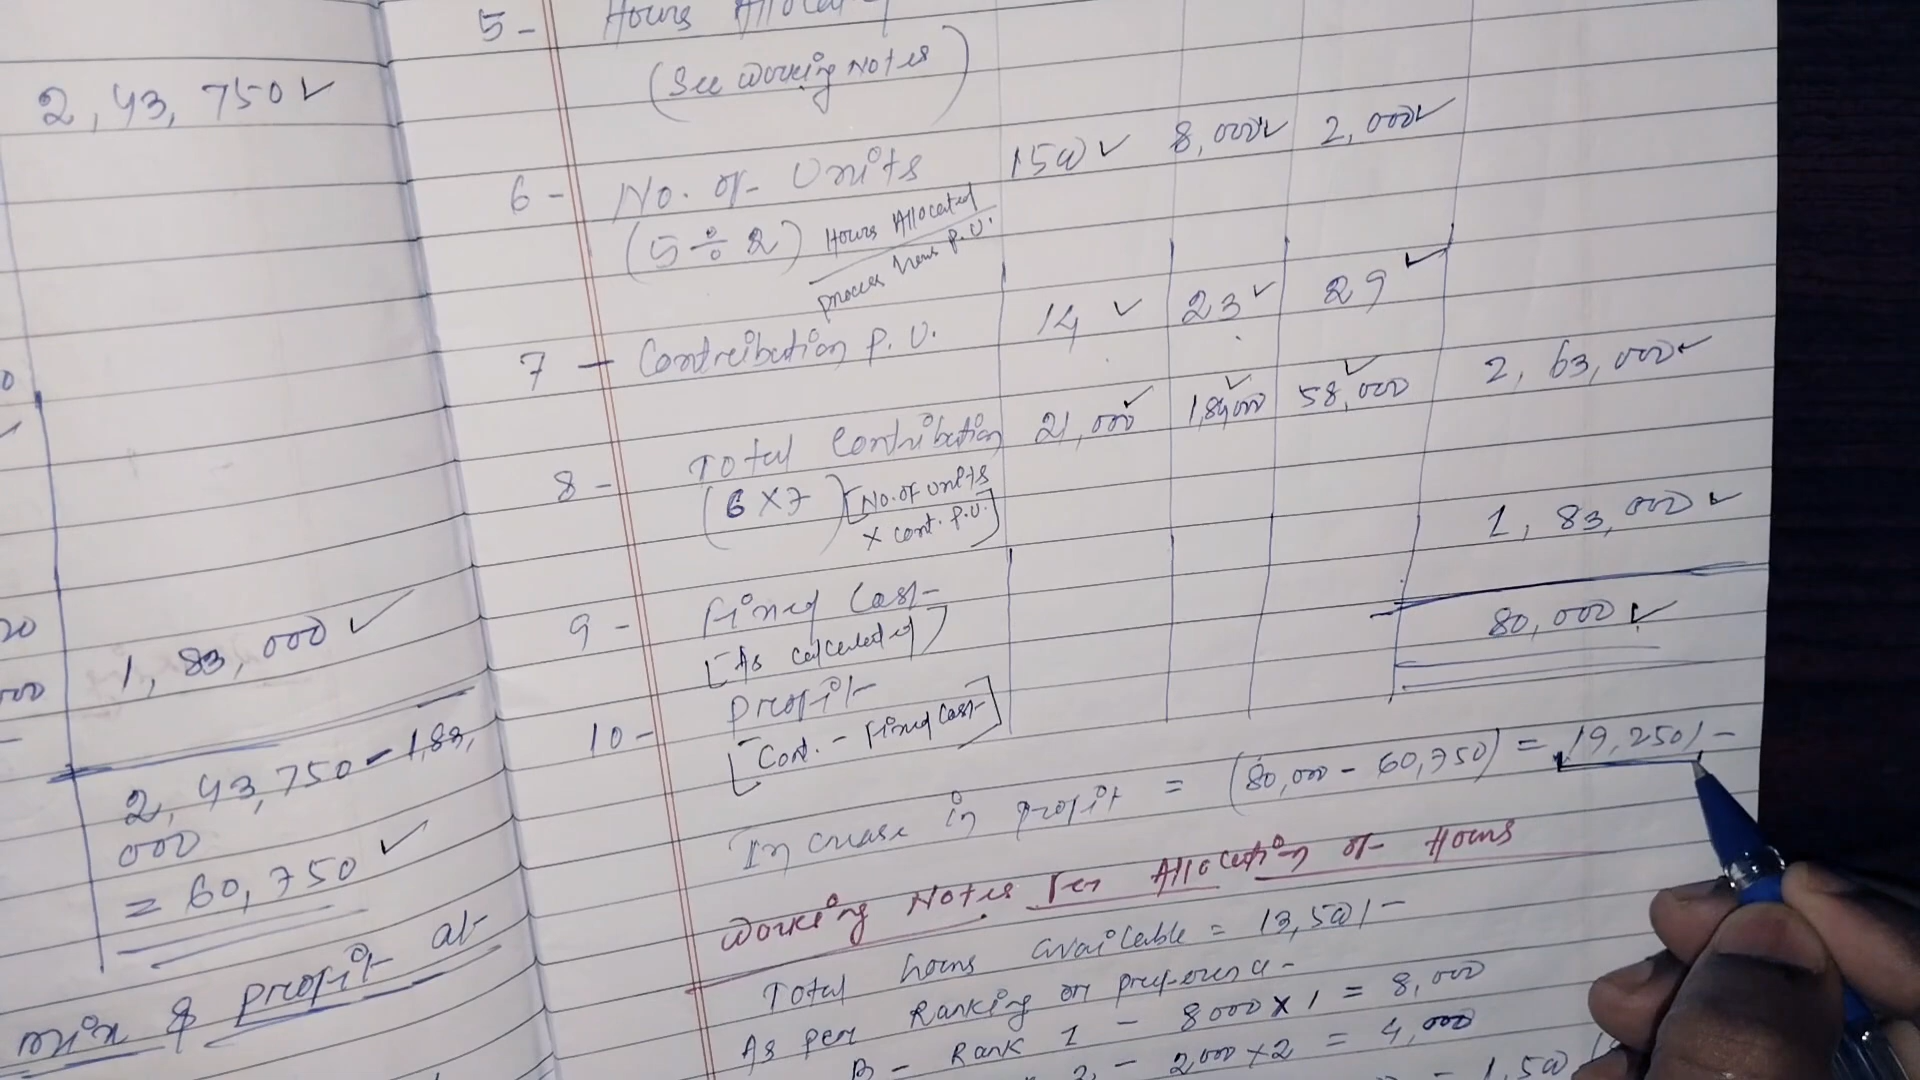 2,43,750
1,83,000
2,43,750 - 1,83,
000
= 60,750
mix & profit at
5 - Hours
(See working Notes)
6 - No. of Units 1500 8,000 2,000
(5 ÷ 2) Hours Allocated
process hours P.U.
7 - Contribution P.U. 14 23 29
8 - Total Contribution 21,000 1,84,000 58,000 2,63,000
(6 x 7) [No. of units
x cont. P.U.]
9 - Fixed Cost 1,83,000
[As calculated]
10 - Profit 80,000
[Cont. - Fixed Cost]
Increase in profit = (80,000 - 60,750) = 19,250/-
Working Notes for Allocation of Hours
Total hours available = 13,500/-
As per Ranking or preference -
B - Rank 1 - 8000 x 1 = 8,000
2 - 2,000 x 2 = 4,000
- 1,500